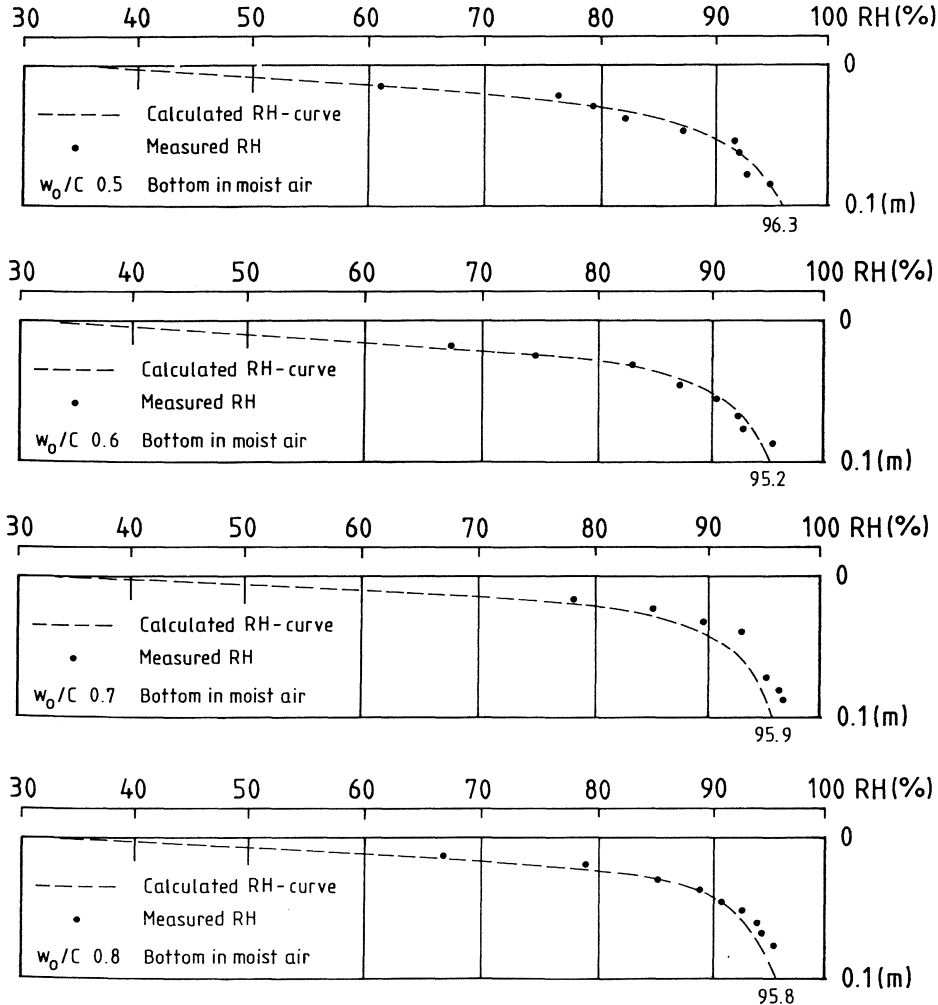 30 40 50 60 70 80 90 100 RH(%)
0
Calculated RH-curve
Measured RH
w₀/C 0.5 Bottom in moist air
0.1(m)
96.3
30 40 50 60 70 80 90 100 RH(%)
0
Calculated RH-curve
Measured RH
w₀/C 0.6 Bottom in moist air
0.1(m)
95.2
30 40 50 60 70 80 90 100 RH(%)
0
Calculated RH-curve
Measured RH
w₀/C 0.7 Bottom in moist air
0.1(m)
95.9
30 40 50 60 70 80 90 100 RH(%)
0
Calculated RH-curve
Measured RH
w₀/C 0.8 Bottom in moist air
0.1(m)
95.8